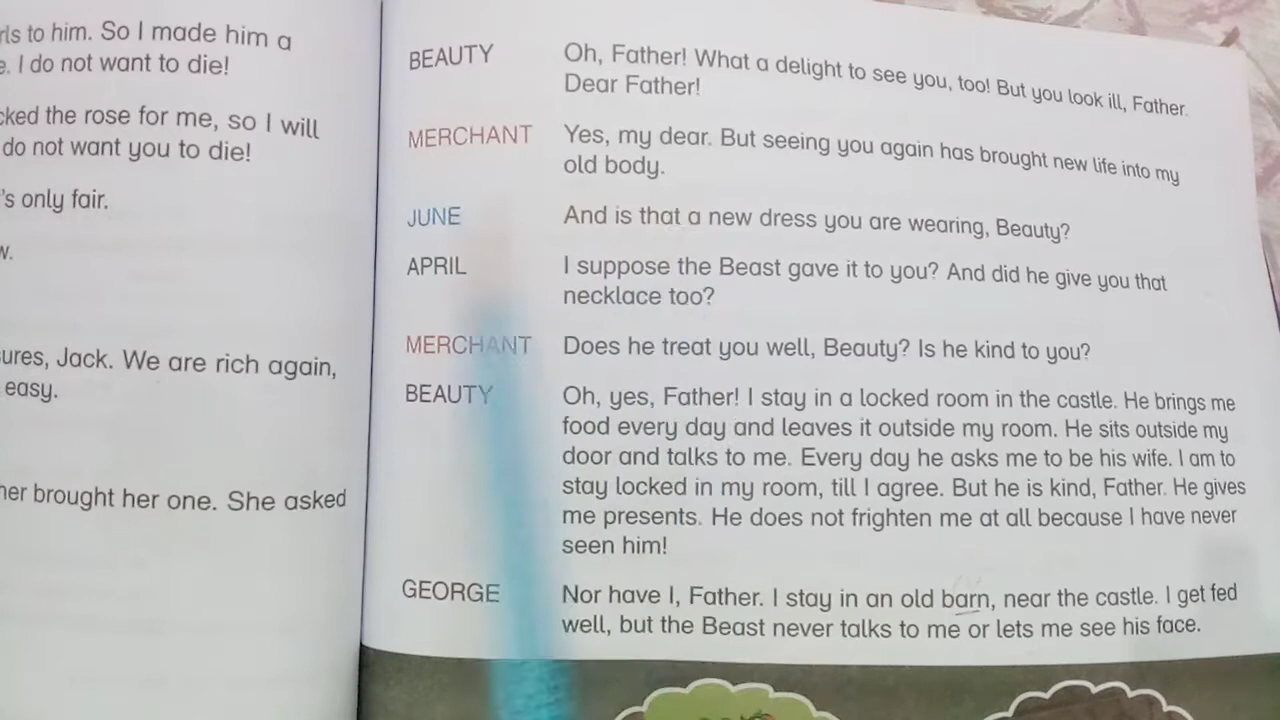 rls to him. So I made him a
e. I do not want to die!
cked the rose for me, so I will
do not want you to die!
's only fair.
w.
ures, Jack. We are rich again,
easy.
her brought her one. She asked
BEAUTY Oh, Father! What a delight to see you, too! But you look ill, Father.
Dear Father!
MERCHANT Yes, my dear. But seeing you again has brought new life into my
old body.
JUNE And is that a new dress you are wearing, Beauty?
APRIL I suppose the Beast gave it to you? And did he give you that
necklace too?
MERCHANT Does he treat you well, Beauty? Is he kind to you?
BEAUTY Oh, yes, Father! I stay in a locked room in the castle. He brings me
food every day and leaves it outside my room. He sits outside my
door and talks to me. Every day he asks me to be his wife. I am to
stay locked in my room, till I agree. But he is kind, Father. He gives
me presents. He does not frighten me at all because I have never
seen him!
GEORGE Nor have I, Father. I stay in an old barn, near the castle. I get fed
well, but the Beast never talks to me or lets me see his face.